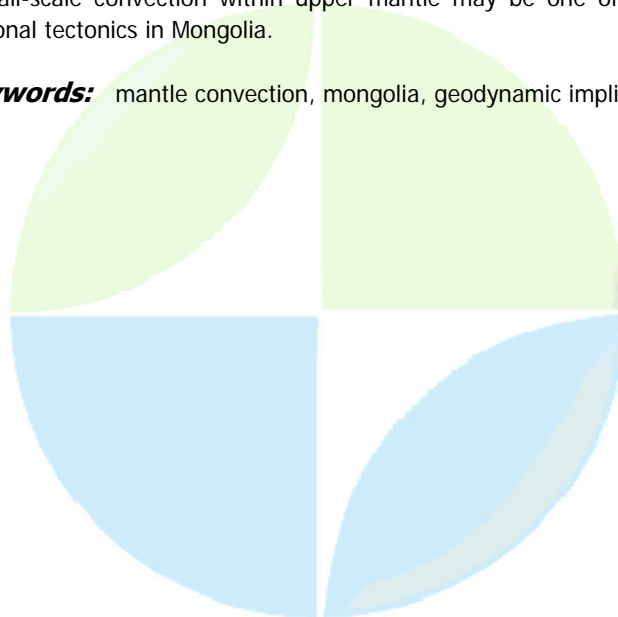 all-scale convection within upper mantle may be one of
onal tectonics in Mongolia.
ywords: mantle convection, mongolia, geodynamic impli